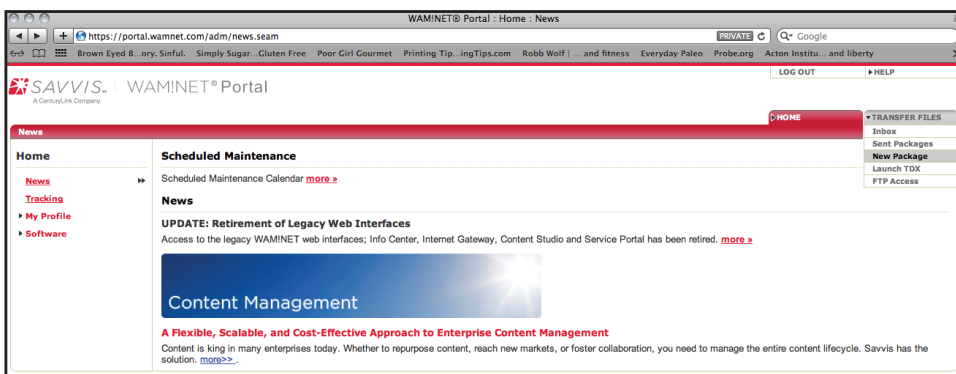 WAM!NET® Portal : Home : News
https://portal.wamnet.com/adm/news.seam
PRIVATE
Google
Brown Eyed B...ory. Sinful. Simply Sugar...Gluten Free Poor Girl Gourmet Printing Tip...ingTips.com Robb Wolf | ... and fitness Everyday Paleo Probe.org Acton Institu... and liberty
LOG OUT
HELP
SAVVIS. WAM!NET® Portal
A CenturyLink Company
HOME
TRANSFER FILES
News
Inbox
Sent Packages
New Package
Launch TDX
FTP Access
Home
News
Tracking
My Profile
Software
Scheduled Maintenance
Scheduled Maintenance Calendar more »
News
UPDATE: Retirement of Legacy Web Interfaces
Access to the legacy WAM!NET web interfaces; Info Center, Internet Gateway, Content Studio and Service Portal has been retired. more »
Content Management
A Flexible, Scalable, and Cost-Effective Approach to Enterprise Content Management
Content is king in many enterprises today. Whether to repurpose content, reach new markets, or foster collaboration, you need to manage the entire content lifecycle. Savvis has the
solution. more>> .